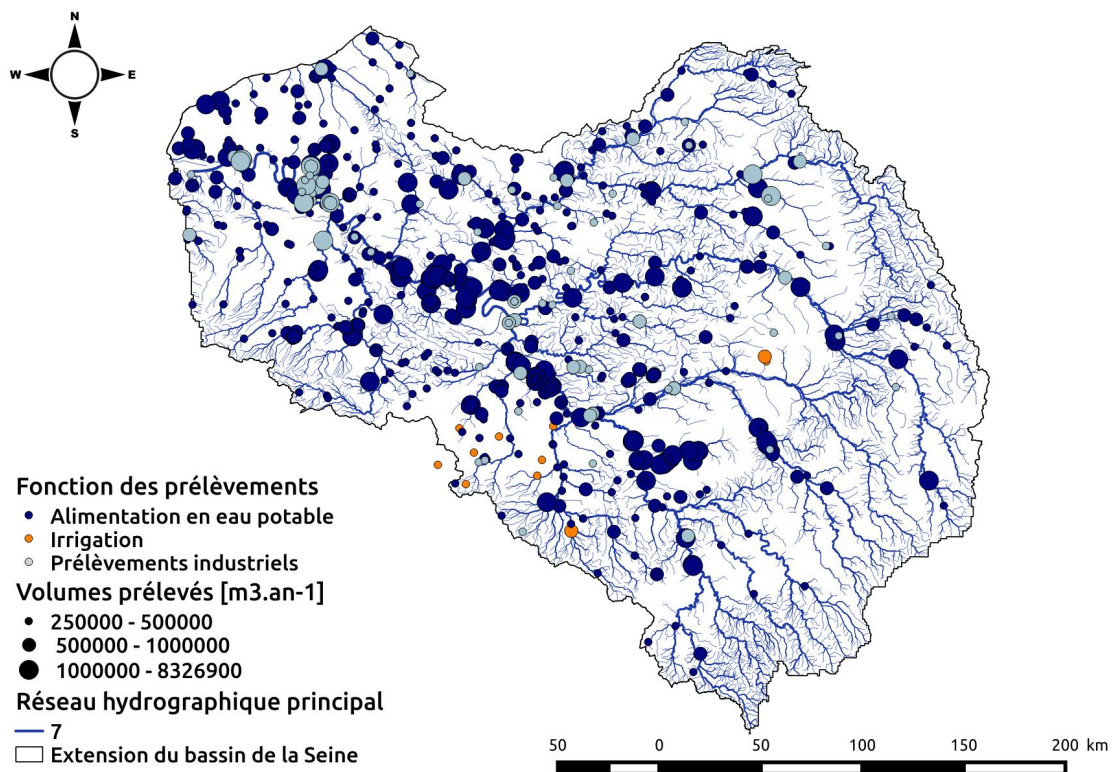 N
W E
S
Fonction des prélèvements
Alimentation en eau potable
Irrigation
Prélèvements industriels
Volumes prélevés [m3.an-1]
250000 - 500000
500000 - 1000000
1000000 - 8326900
Réseau hydrographique principal
7
Extension du bassin de la Seine
50 0 50 100 150 200 km